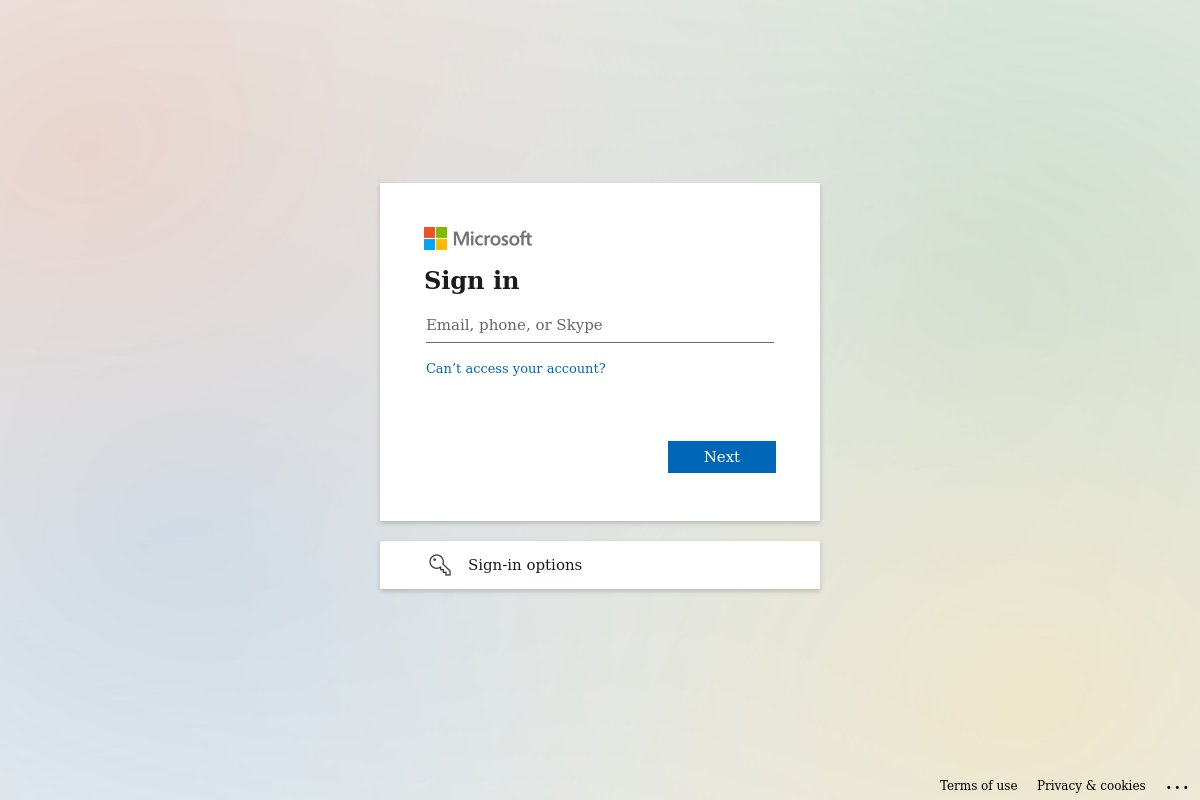 Microsoft
Sign in
Email, phone, or Skype
Can’t access your account?
Next
Sign-in options
Terms of use Privacy & cookies ...